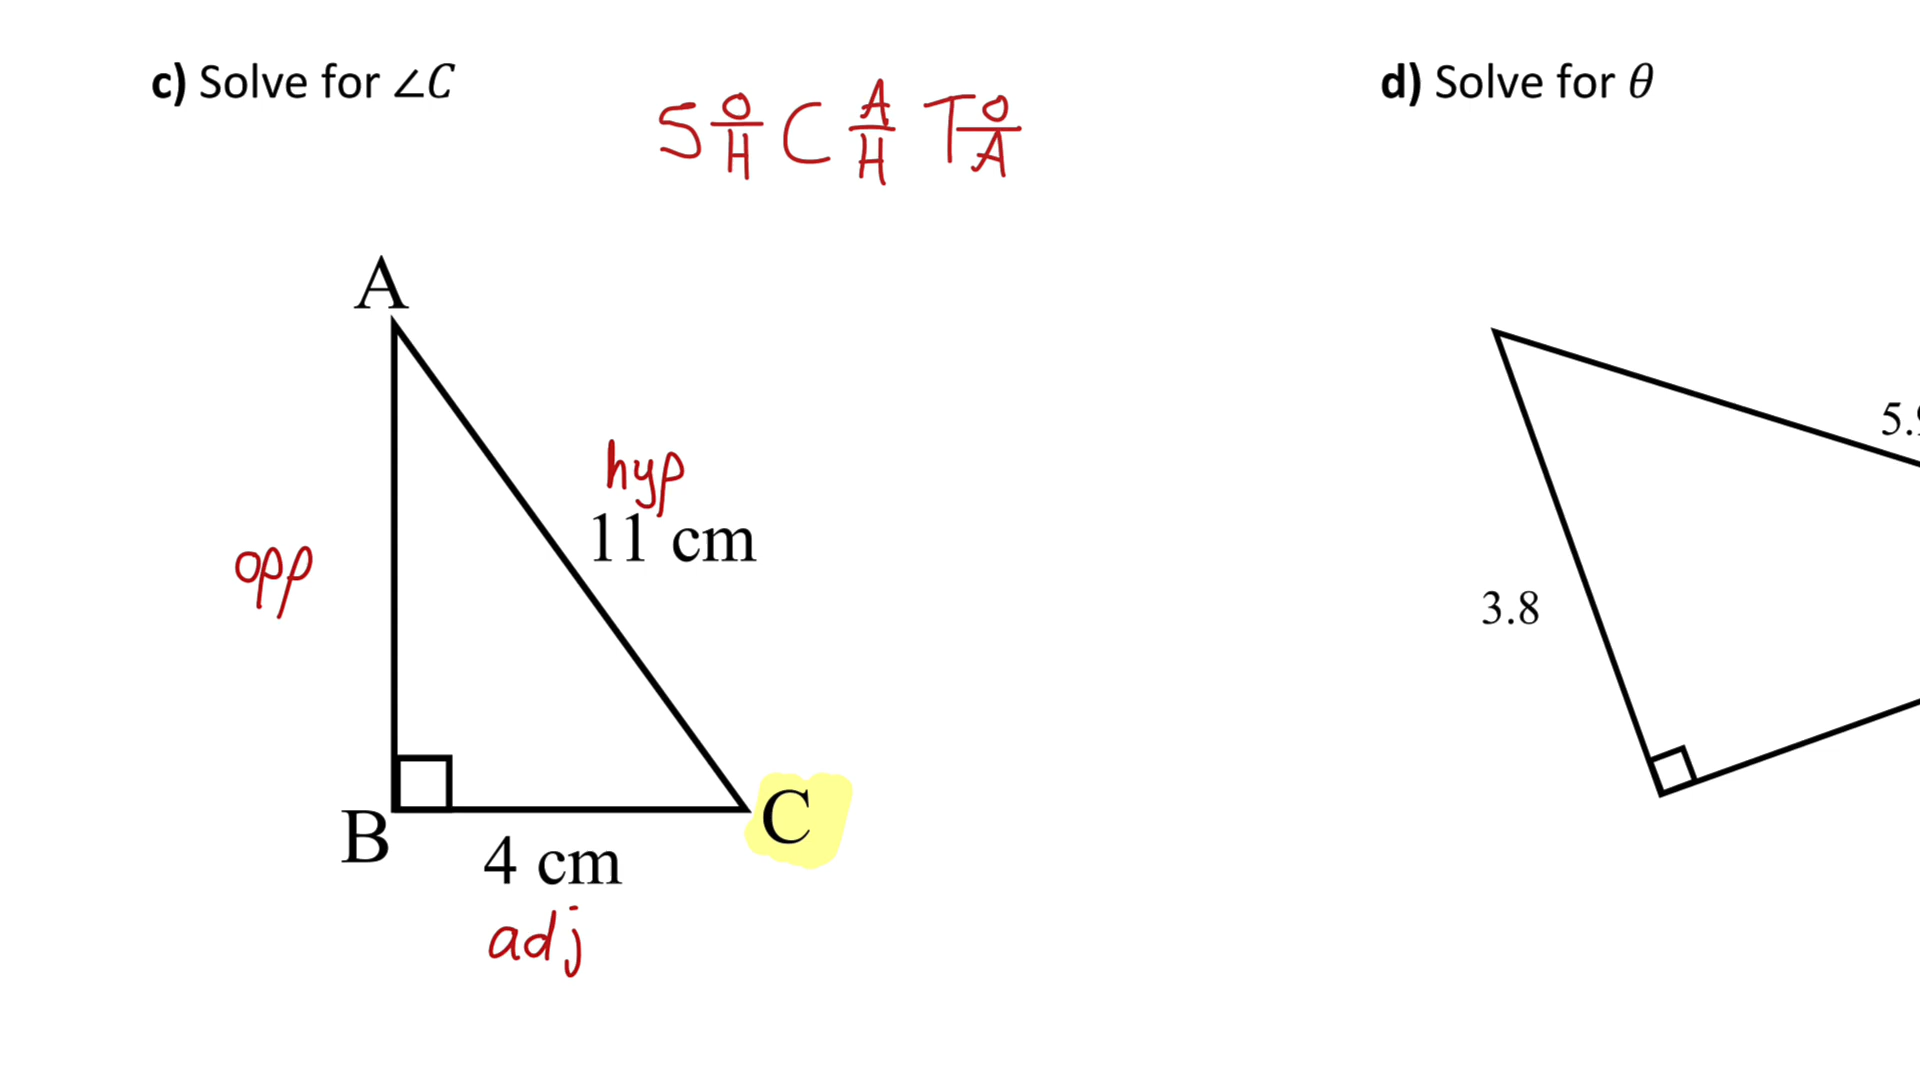 c) Solve for ∠C
S O/H C A/H T O/A
A
hyp
11 cm
opp
B
C
4 cm
adj
d) Solve for θ
3.8